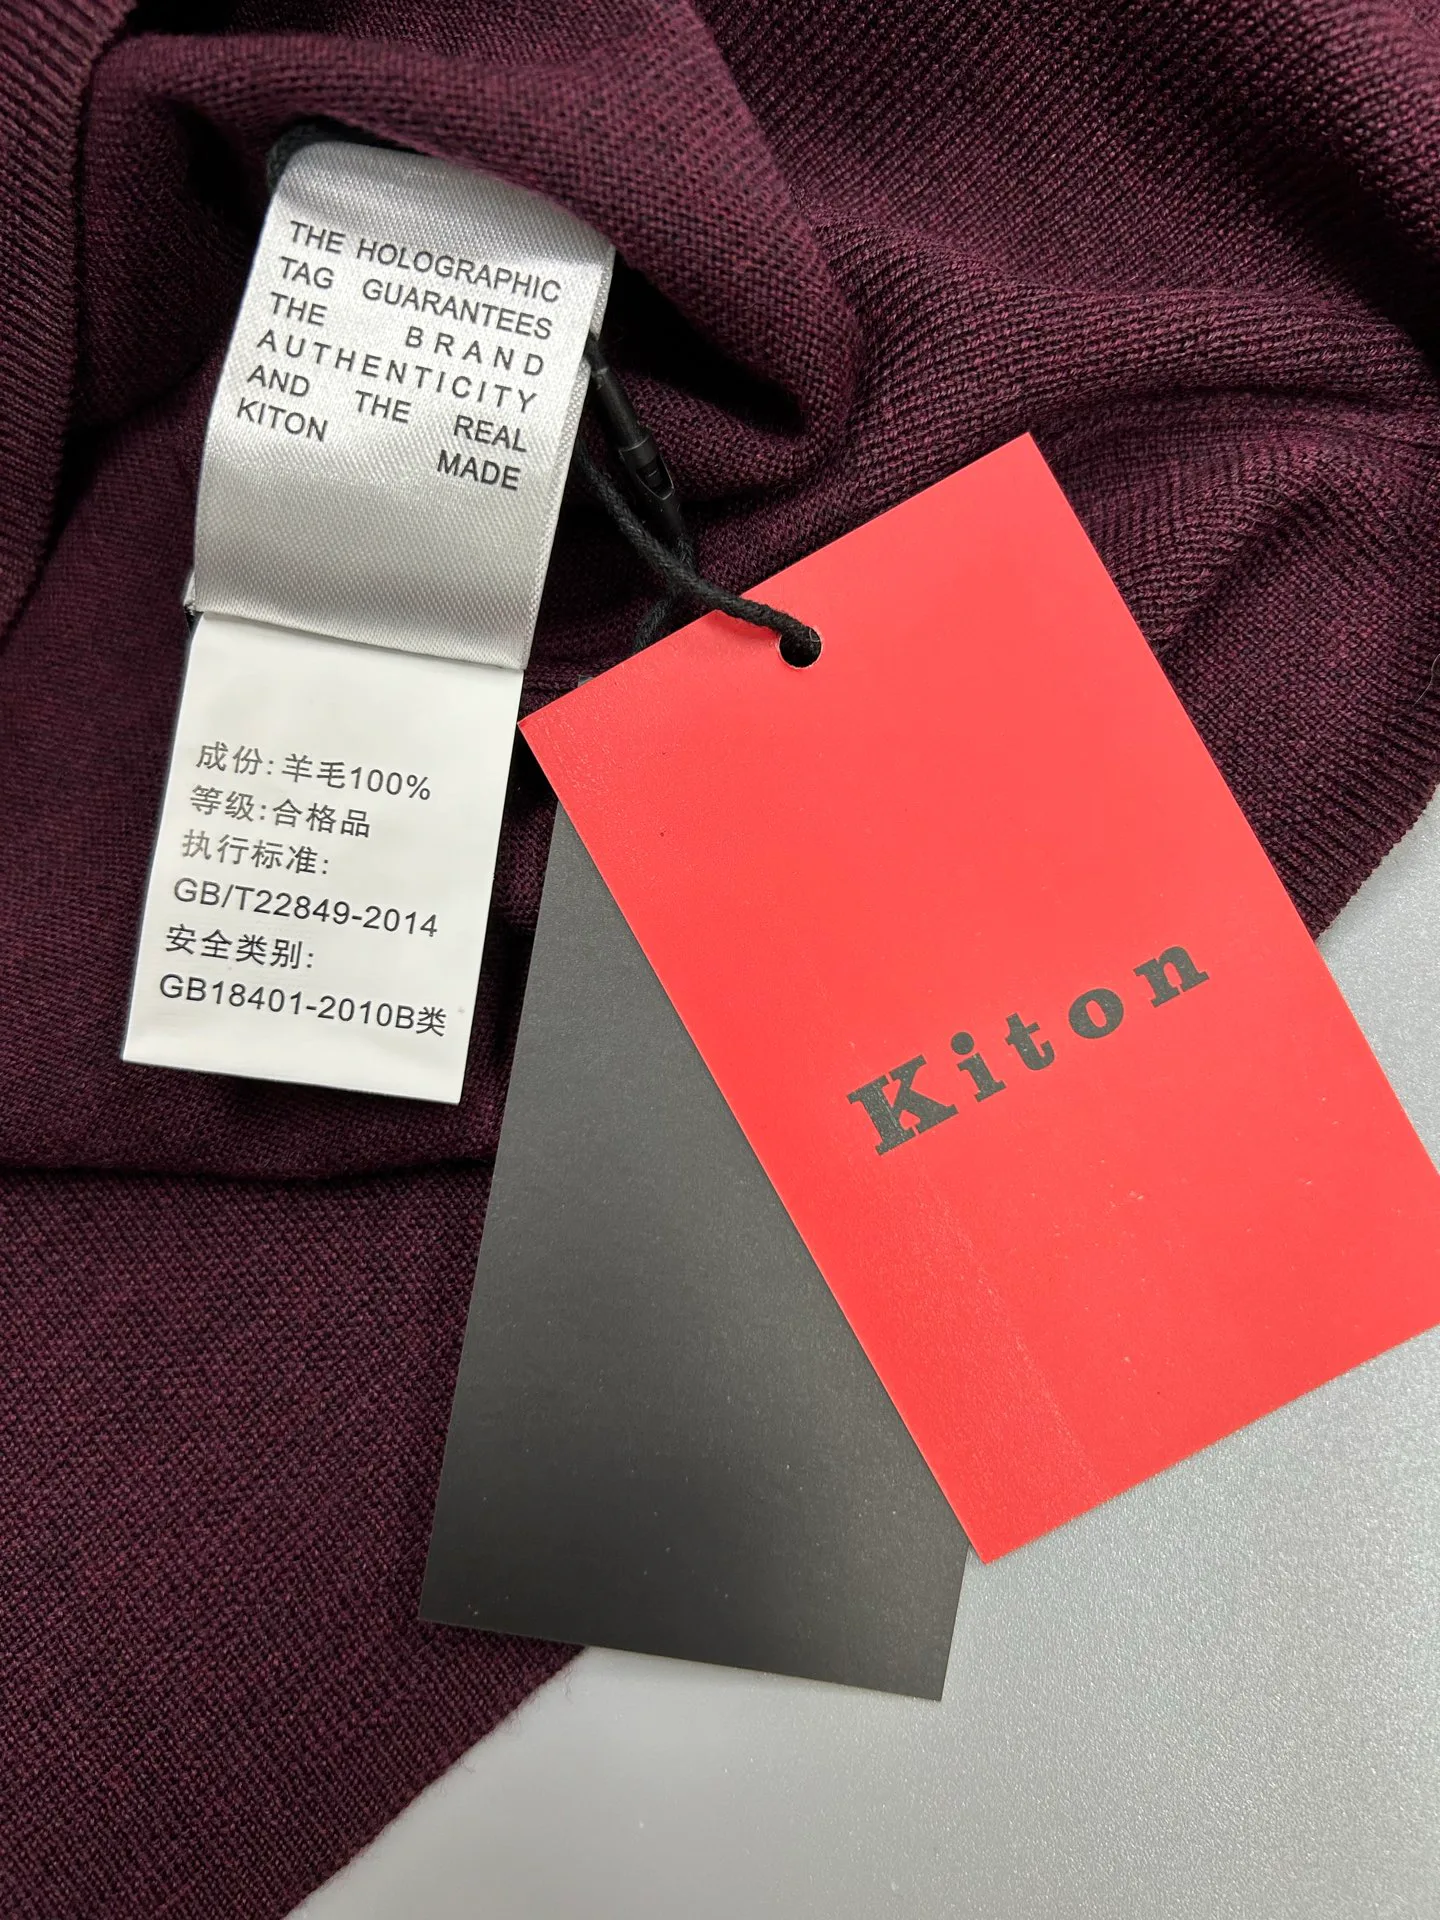 THE HOLOGRAPHIC
TAG GUARANTEES
THE BRAND
AUTHENTICITY
AND THE REAL
KITON MADE
成份:羊毛100%
等级:合格品
执行标准:
GB/T22849-2014
安全类别:
GB18401-2010B类
Kiton